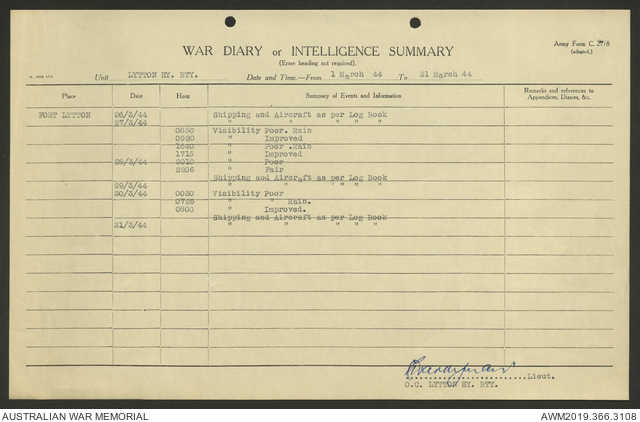 Army Form C. 2118
(adapted.)
WAR DIARY or INTELLIGENCE SUMMARY
(Erase heading not required).
Unit LYTTON HY. BTY. Date and Time.—From 1 March 44 To 31 March 44
Place Date Hour Summary of Events and Information Remarks and references to Appendices, Diaries, &c.
FORT LYTTON 26/3/44 Shipping and Aircraft as per Log Book
27/3/44 " " " " " "
0850 Visibility Poor. Rain
0920 " Improved
1640 " Poor .Rain
1715 " Improved
28/3/44 2010 " Poor
2206 " Fair
Shipping and Aircraft as per Log Book
29/3/44 " " " " " "
30/3/44 0030 Visibility Poor
0725 " " Rain.
0800 " Improved.
Shipping and Aircraft as per Log Book
31/3/44 " " " " " "
Lieut.
O.C. LYTTON HY. BTY.
AUSTRALIAN WAR MEMORIAL AWM2019.366.3108